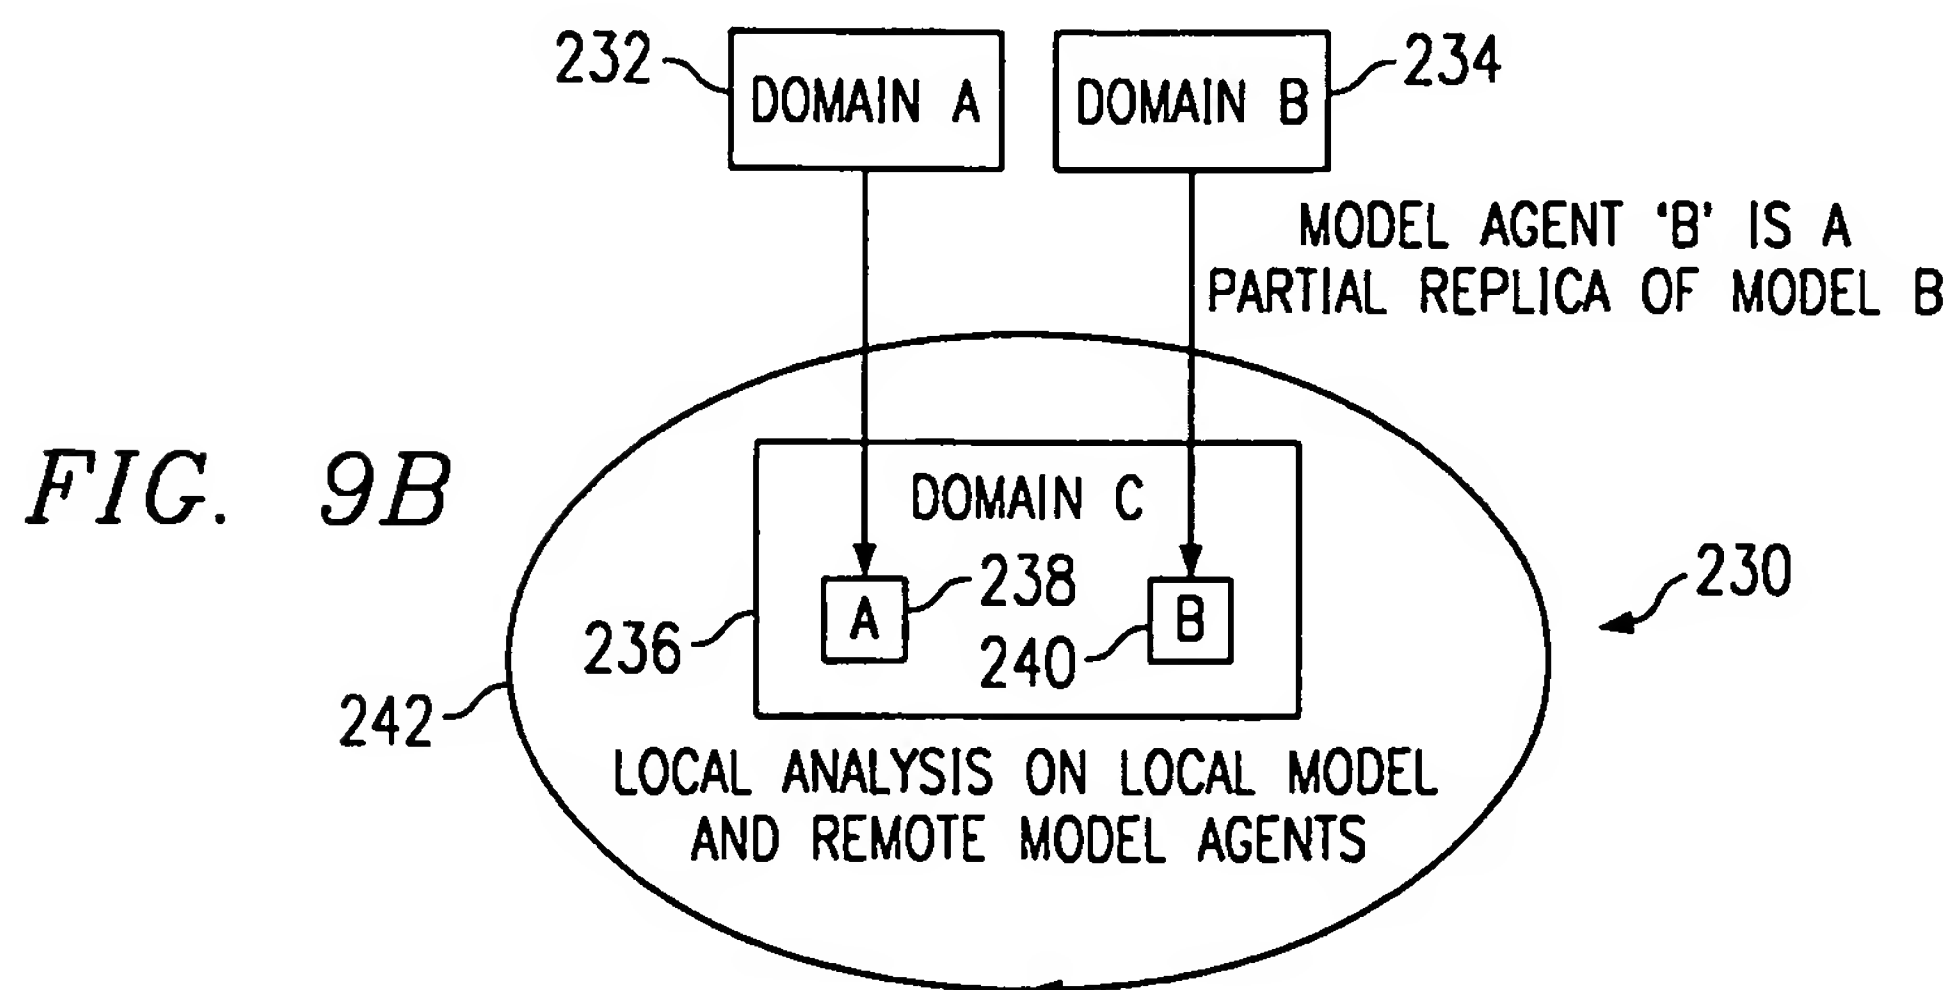 232
DOMAIN A
DOMAIN B
234
MODEL AGENT 'B' IS A
PARTIAL REPLICA OF MODEL B
FIG. 9B
DOMAIN C
A
238
B
240
236
230
242
LOCAL ANALYSIS ON LOCAL MODEL
AND REMOTE MODEL AGENTS